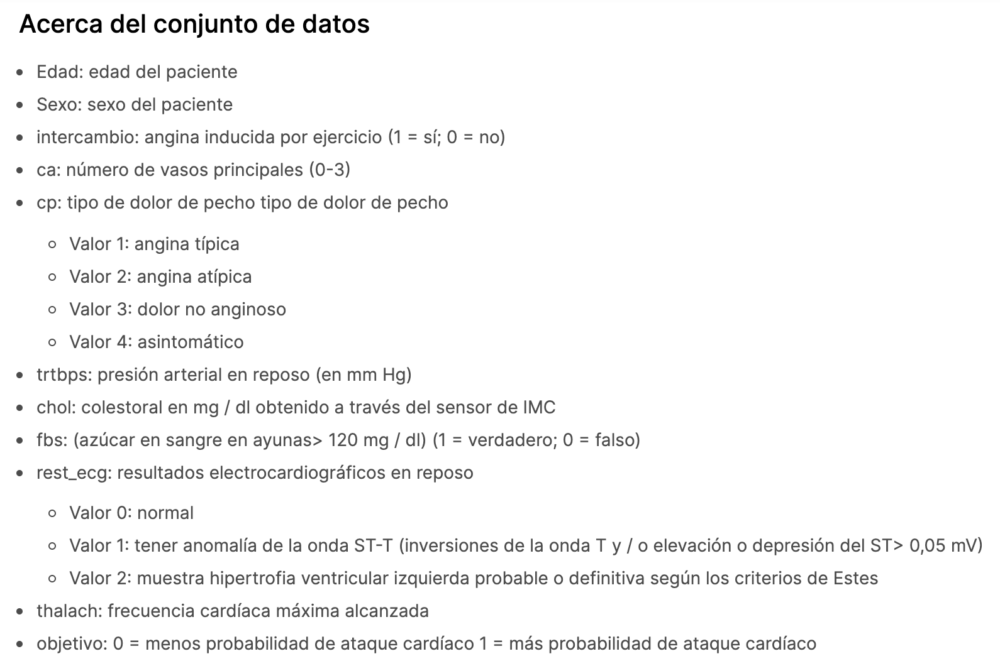 Acerca del conjunto de datos
• Edad: edad del paciente
• Sexo: sexo del paciente
• intercambio: angina inducida por ejercicio (1 = sí; 0 = no)
• ca: número de vasos principales (0-3)
• cp: tipo de dolor de pecho tipo de dolor de pecho
◦ Valor 1: angina típica
◦ Valor 2: angina atípica
◦ Valor 3: dolor no anginoso
◦ Valor 4: asintomático
• trtbps: presión arterial en reposo (en mm Hg)
• chol: colestoral en mg / dl obtenido a través del sensor de IMC
• fbs: (azúcar en sangre en ayunas> 120 mg / dl) (1 = verdadero; 0 = falso)
• rest_ecg: resultados electrocardiográficos en reposo
◦ Valor 0: normal
◦ Valor 1: tener anomalía de la onda ST-T (inversiones de la onda T y / o elevación o depresión del ST> 0,05 mV)
◦ Valor 2: muestra hipertrofia ventricular izquierda probable o definitiva según los criterios de Estes
• thalach: frecuencia cardíaca máxima alcanzada
• objetivo: 0 = menos probabilidad de ataque cardíaco 1 = más probabilidad de ataque cardíaco